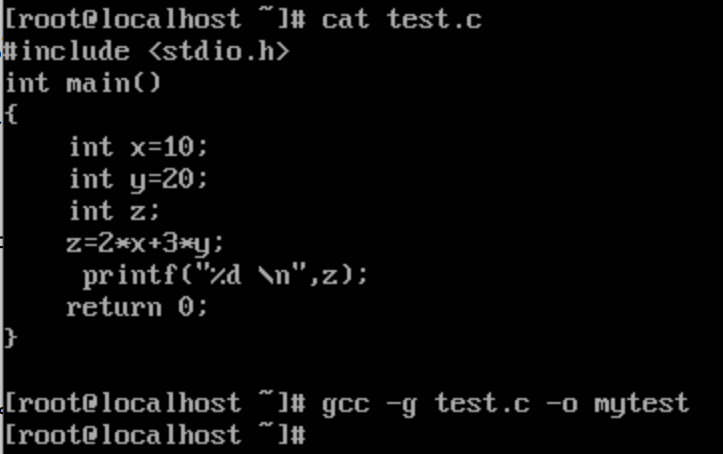 [root@localhost ~]# cat test.c
#include <stdio.h>
int main()
{
    int x=10;
    int y=20;
    int z;
    z=2*x+3*y;
     printf("%d \n",z);
    return 0;
}

[root@localhost ~]# gcc -g test.c -o mytest
[root@localhost ~]#